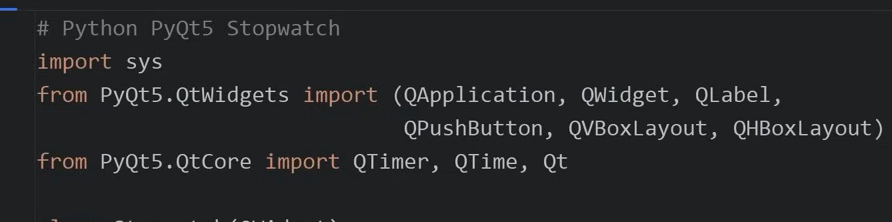 # Python PyQt5 Stopwatch
import sys
from PyQt5.QtWidgets import (QApplication, QWidget, QLabel,
QPushButton, QVBoxLayout, QHBoxLayout)
from PyQt5.QtCore import QTimer, QTime, Qt